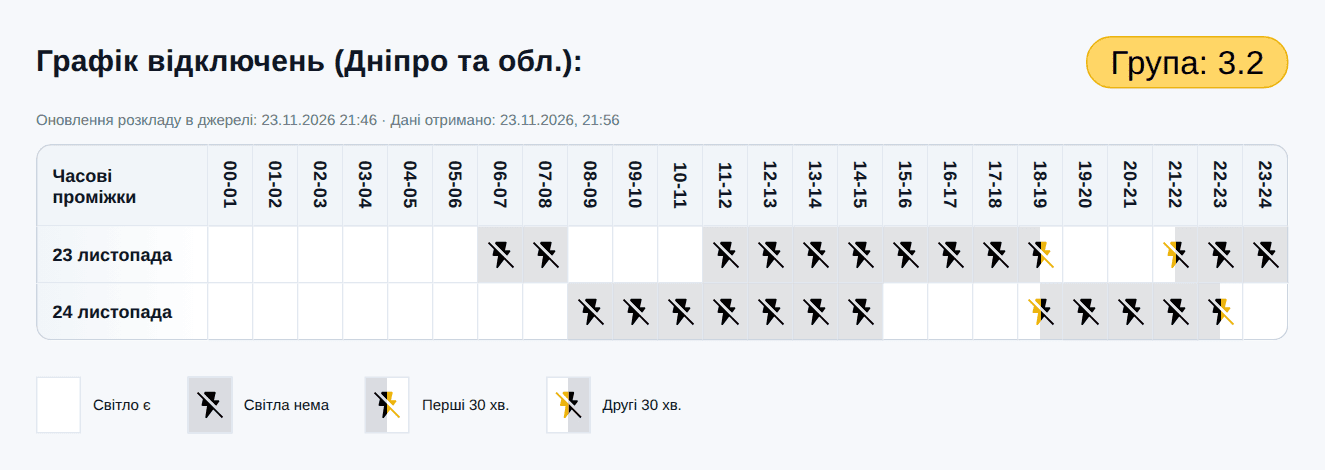 Графік відключень (Дніпро та обл.):
Група: 3.2
Оновлення розкладу в джерелі: 23.11.2026 21:46 · Дані отримано: 23.11.2026, 21:56
Часові
проміжки
00-01
01-02
02-03
03-04
04-05
05-06
06-07
07-08
08-09
09-10
10-11
11-12
12-13
13-14
14-15
15-16
16-17
17-18
18-19
19-20
20-21
21-22
22-23
23-24
23 листопада
24 листопада
Світло є
Світла нема
Перші 30 хв.
Другі 30 хв.